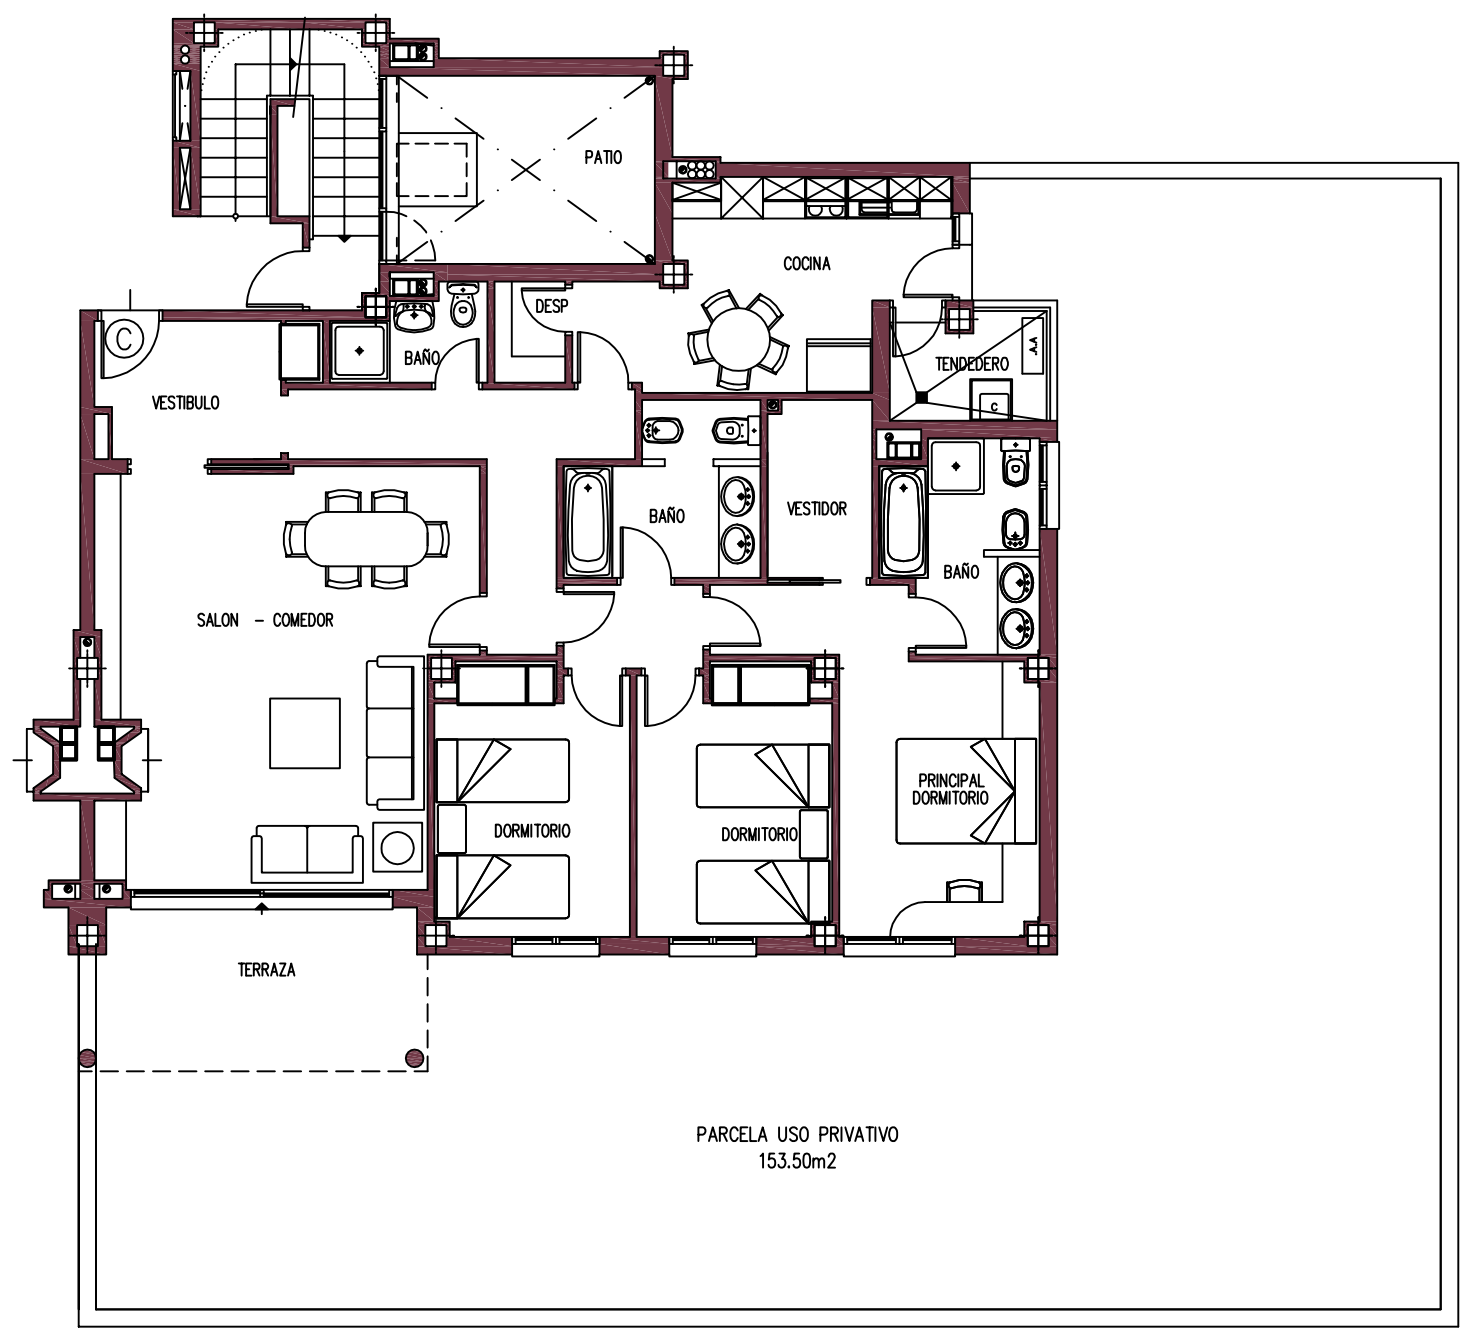 PATIO
COCINA
DESP
BAÑO
TENDEDERO
A.A.
C
C
VESTIBULO
BAÑO
VESTIDOR
BAÑO
SALON - COMEDOR
PRINCIPAL
DORMITORIO
DORMITORIO
DORMITORIO
TERRAZA
PARCELA USO PRIVATIVO
153.50m2